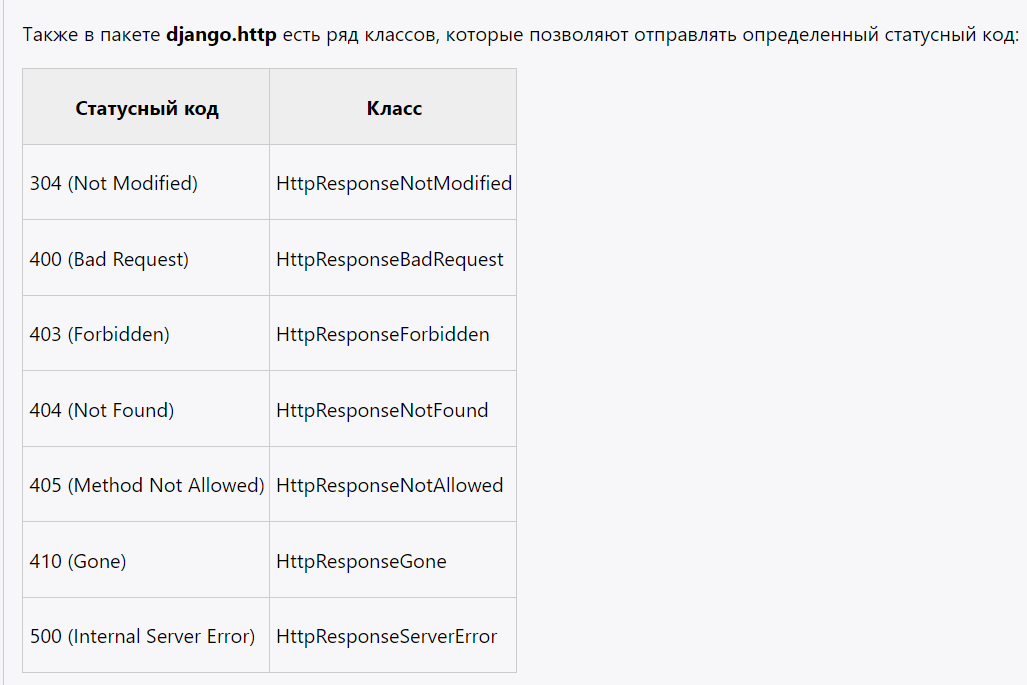 Также в пакете django.http есть ряд классов, которые позволяют отправлять определенный статусный код:
Статусный код Класс
304 (Not Modified) HttpResponseNotModified
400 (Bad Request) HttpResponseBadRequest
403 (Forbidden) HttpResponseForbidden
404 (Not Found) HttpResponseNotFound
405 (Method Not Allowed) HttpResponseNotAllowed
410 (Gone) HttpResponseGone
500 (Internal Server Error) HttpResponseServerError